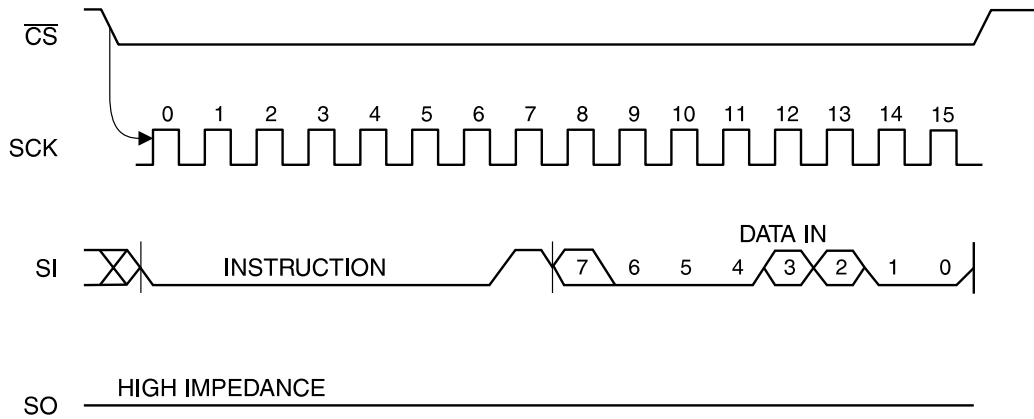 CS
0 1 2 3 4 5 6 7 8 9 10 11 12 13 14 15
SCK
DATA IN
SI INSTRUCTION 7 6 5 4 3 2 1 0
HIGH IMPEDANCE
SO